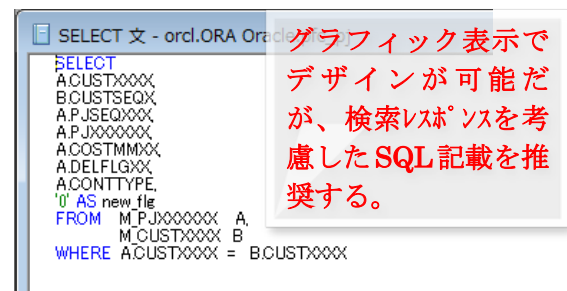 SELECT 文 - orcl.ORA Oracle
グラフィック表示で
デザインが可能だ
が、検索ﾚｽﾎﾟﾝｽを考
慮したSQL記載を推
奨する。
SELECT
A.CUSTXXXX,
B.CUSTSEQX,
A.PJSEQXXX,
A.PJXXXXXX,
A.COSTMMXX,
A.DELFLGXX,
A.CONTTYPE,
'0' AS new_flg
FROM M_PJXXXXXX A,
M_CUSTXXXX B
WHERE A.CUSTXXXX = B.CUSTXXXX